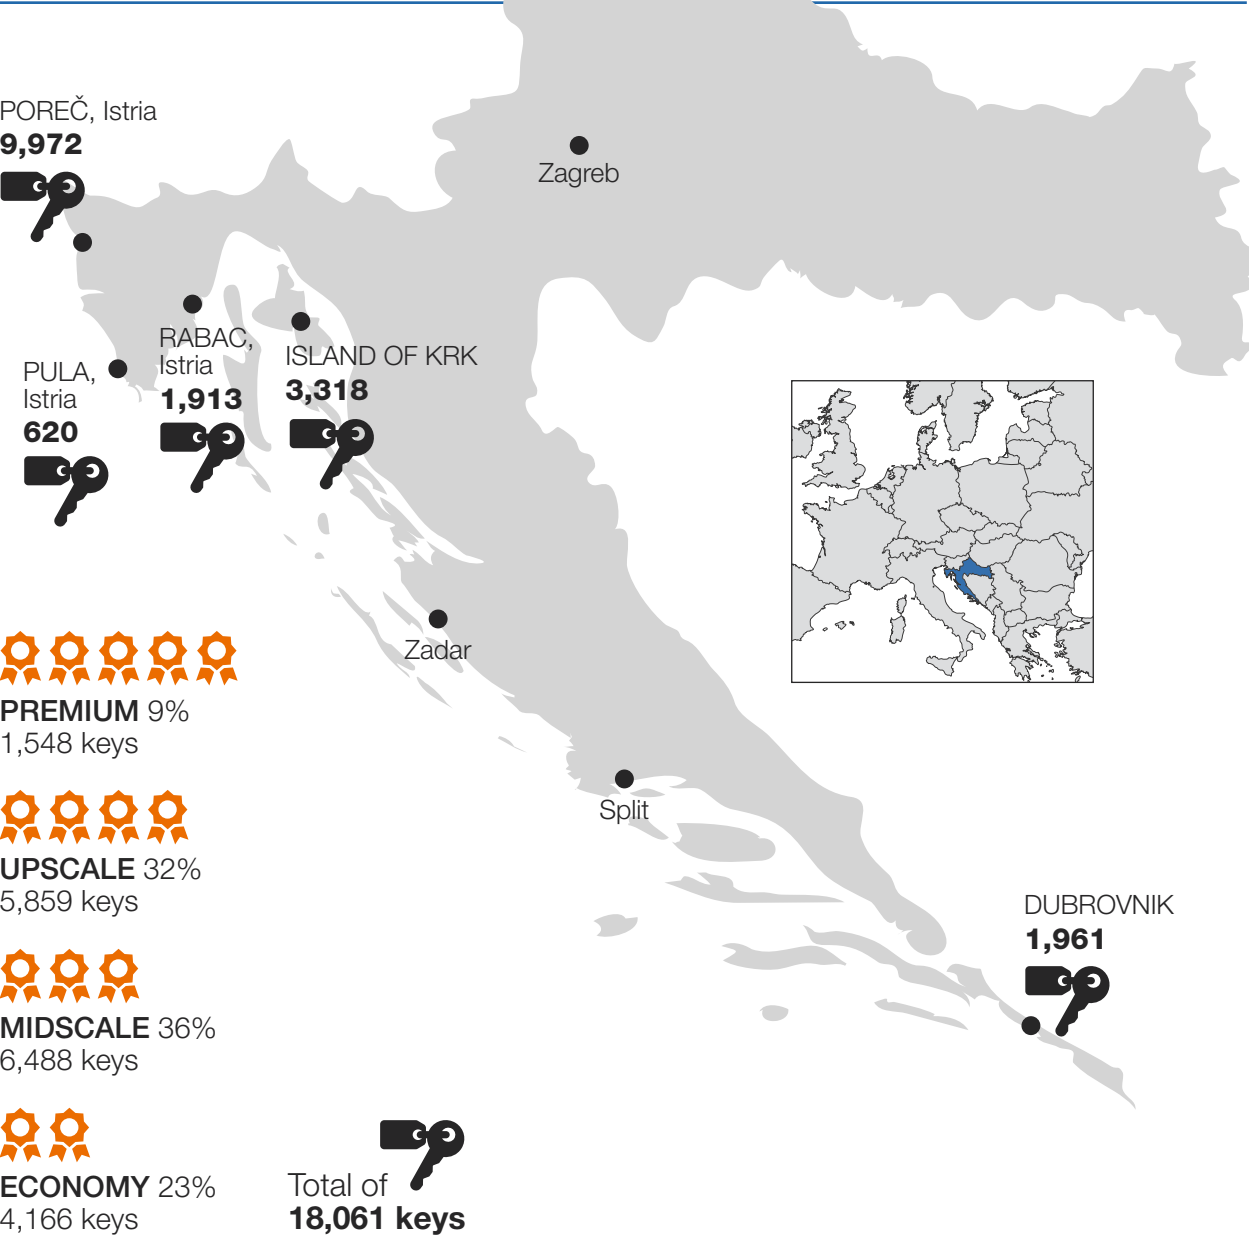 POREČ, Istria
9,972
Zagreb
RABAC,
Istria
1,913
ISLAND OF KRK
3,318
PULA,
Istria
620
Zadar
PREMIUM 9%
1,548 keys
Split
UPSCALE 32%
5,859 keys
DUBROVNIK
1,961
MIDSCALE 36%
6,488 keys
ECONOMY 23%
4,166 keys
Total of
18,061 keys